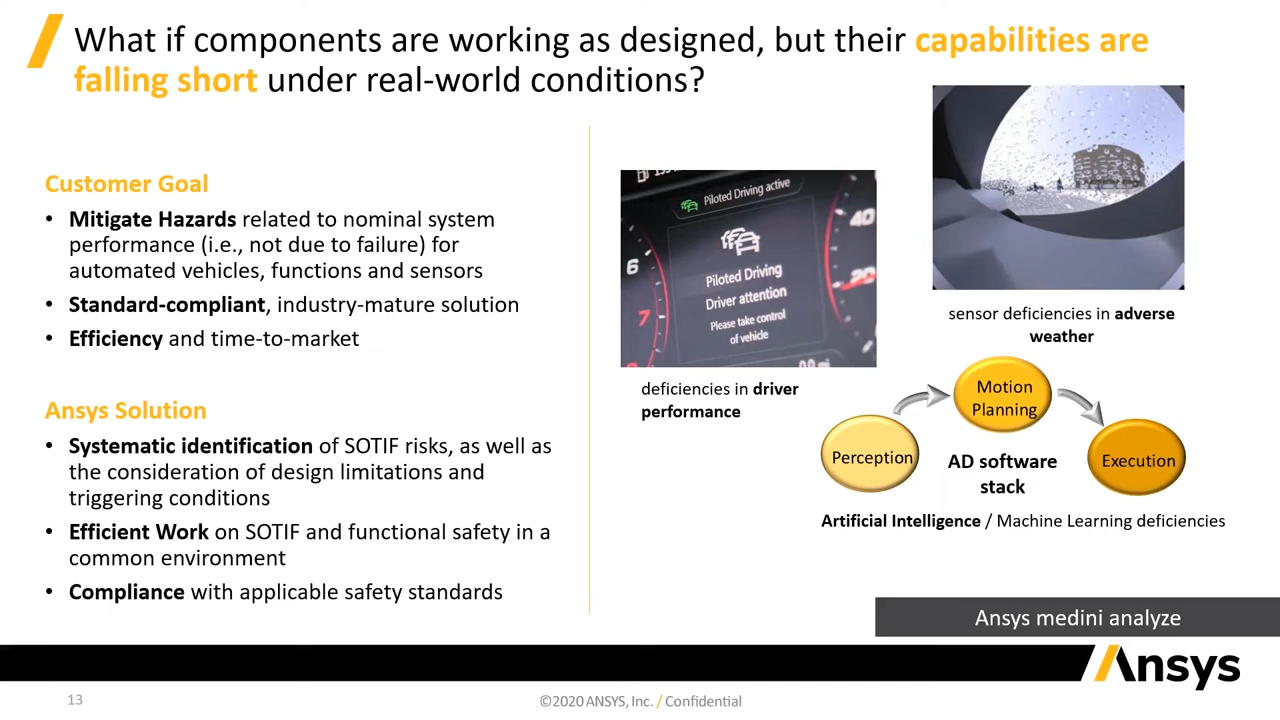 What if components are working as designed, but their capabilities are
falling short under real-world conditions?
Customer Goal
• Mitigate Hazards related to nominal system
performance (i.e., not due to failure) for
automated vehicles, functions and sensors
• Standard-compliant, industry-mature solution
• Efficiency and time-to-market
Ansys Solution
• Systematic identification of SOTIF risks, as well as
the consideration of design limitations and
triggering conditions
• Efficient Work on SOTIF and functional safety in a
common environment
• Compliance with applicable safety standards
Piloted Driving active
40
6
Piloted Driving
Driver attention
20
7
Please take control
of vehicle
deficiencies in driver
performance
sensor deficiencies in adverse
weather
Motion
Planning
Perception
AD software
stack
Execution
Artificial Intelligence / Machine Learning deficiencies
Ansys medini analyze
Ansys
13
©2020 ANSYS, Inc. / Confidential